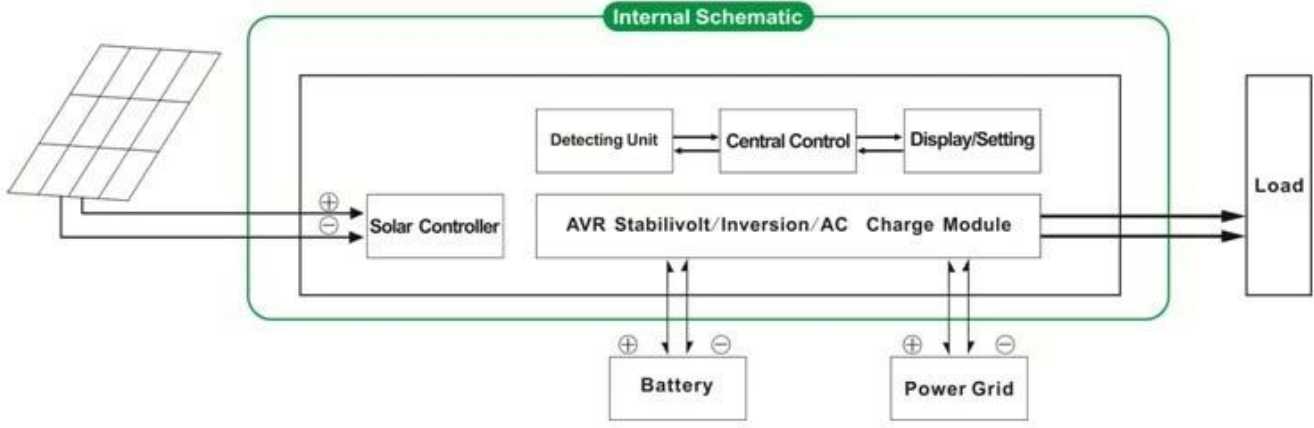 Internal Schematic
Detecting Unit
Central Control
Display/Setting
Load
⊕
⊖
Solar Controller
AVR Stabilivolt/Inversion/AC Charge Module
⊕ ⊖
⊕ ⊖
Battery
Power Grid